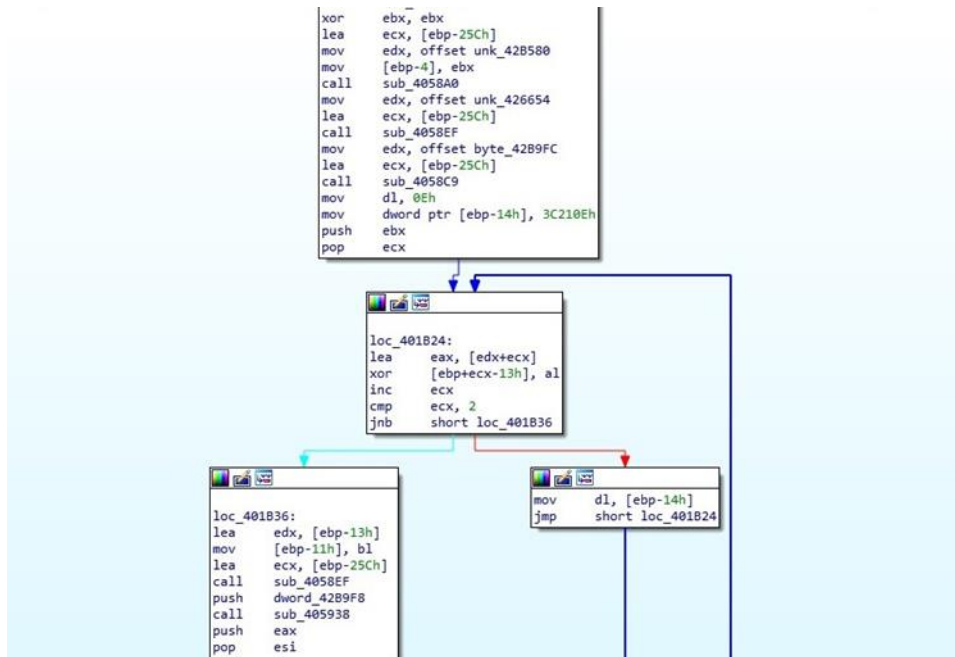 xor ebx, ebx
lea ecx, [ebp-25Ch]
mov edx, offset unk_42B580
mov [ebp-4], ebx
call sub_4058A0
mov edx, offset unk_426654
lea ecx, [ebp-25Ch]
call sub_4058EF
mov edx, offset byte_42B9FC
lea ecx, [ebp-25Ch]
call sub_4058C9
mov dl, 0Eh
mov dword ptr [ebp-14h], 3C210Eh
push ebx
pop ecx
loc_401B24:
lea eax, [edx+ecx]
xor [ebp+ecx-13h], al
inc ecx
cmp ecx, 2
jnb short loc_401B36
loc_401B36:
lea edx, [ebp-13h]
mov [ebp-11h], bl
lea ecx, [ebp-25Ch]
call sub_4058EF
push dword_42B9F8
call sub_405938
push eax
pop esi
mov dl, [ebp-14h]
jmp short loc_401B24